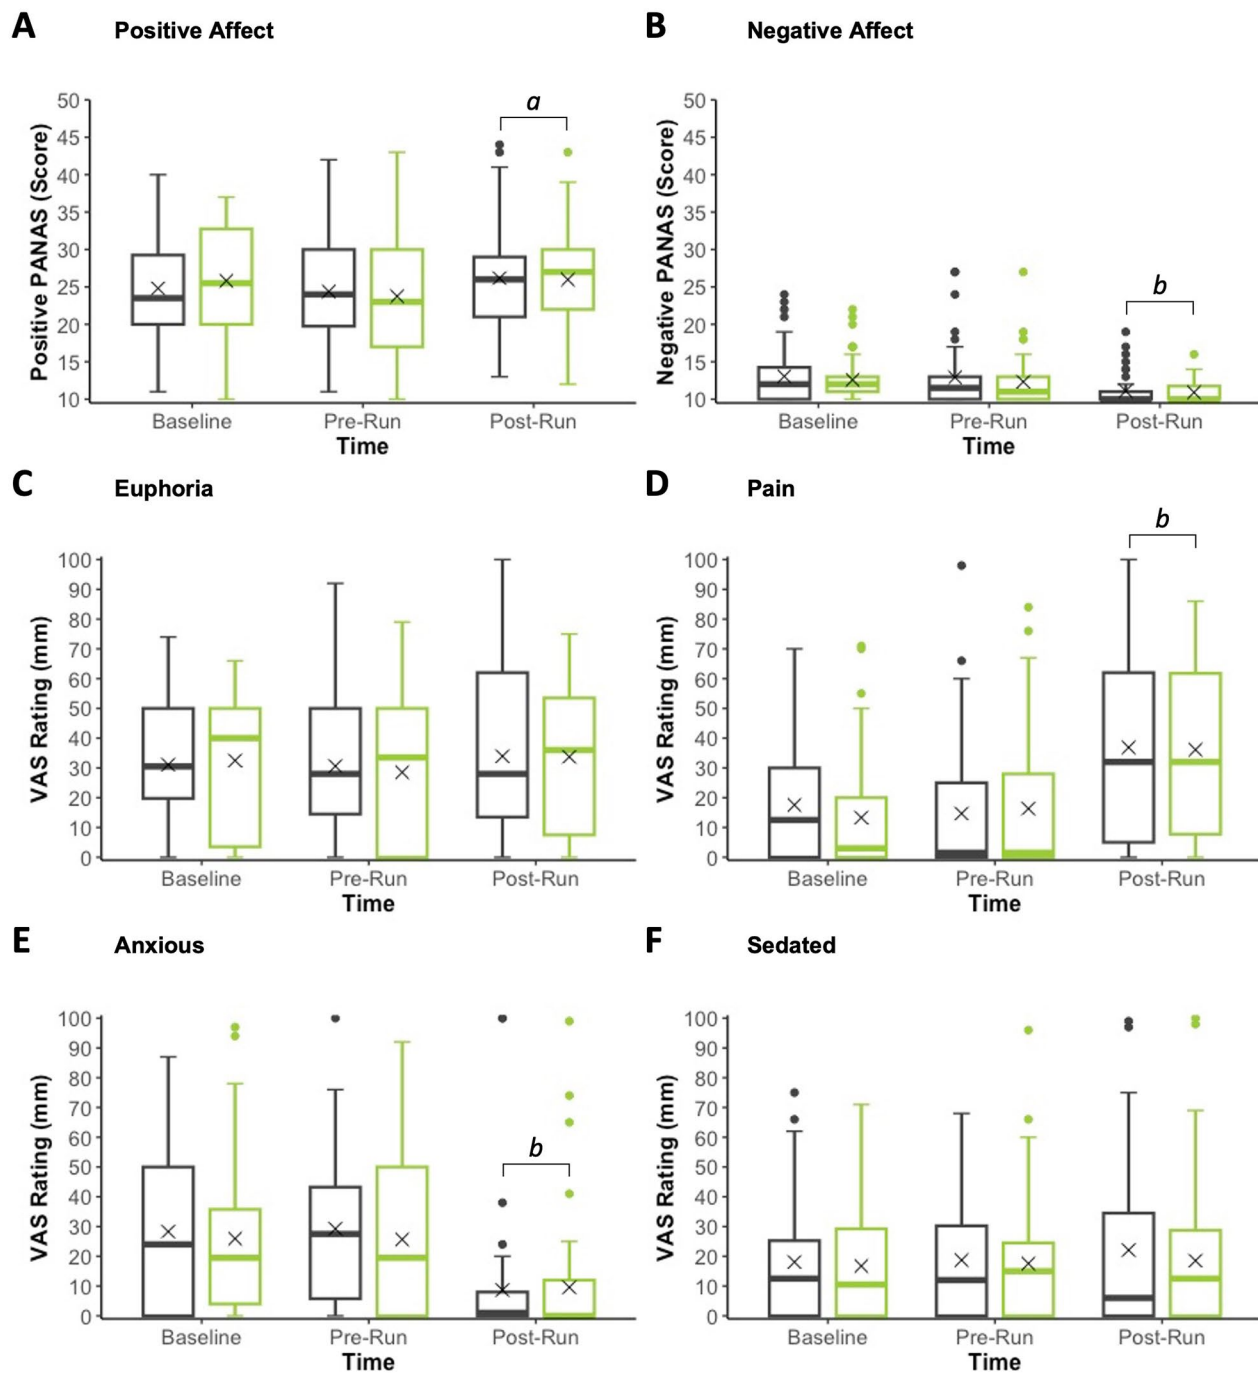 A Positive Affect
Positive PANAS (Score)
50
45
40
35
30
25
20
15
10
a
Baseline Pre-Run Post-Run
Time
B Negative Affect
Negative PANAS (Score)
50
45
40
35
30
25
20
15
10
b
Baseline Pre-Run Post-Run
Time
C Euphoria
VAS Rating (mm)
100
90
80
70
60
50
40
30
20
10
0
Baseline Pre-Run Post-Run
Time
D Pain
VAS Rating (mm)
b
100
90
80
70
60
50
40
30
20
10
0
Baseline Pre-Run Post-Run
Time
E Anxious
VAS Rating (mm)
100
90
80
70
60
50
40
30
20
10
0
b
Baseline Pre-Run Post-Run
Time
F Sedated
VAS Rating (mm)
100
90
80
70
60
50
40
30
20
10
0
Baseline Pre-Run Post-Run
Time